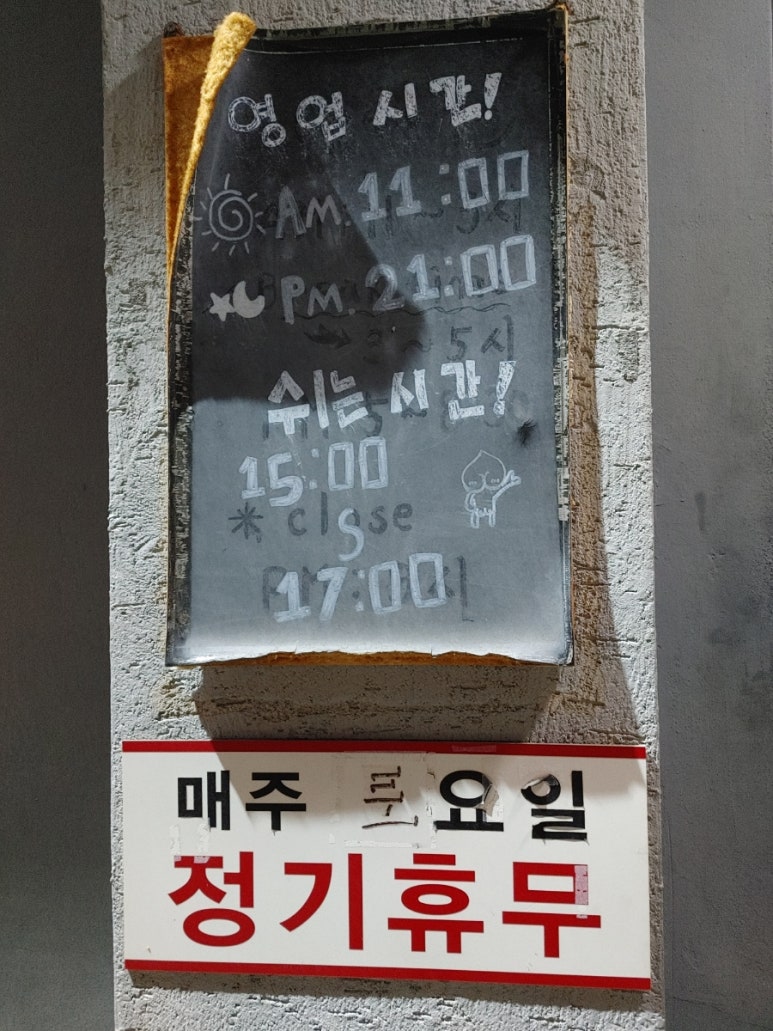 영업 시간!
AM 11:00
PM. 21:00
쉬는 시간!
15:00
* close
S
17:00
매주 요일
정기휴무